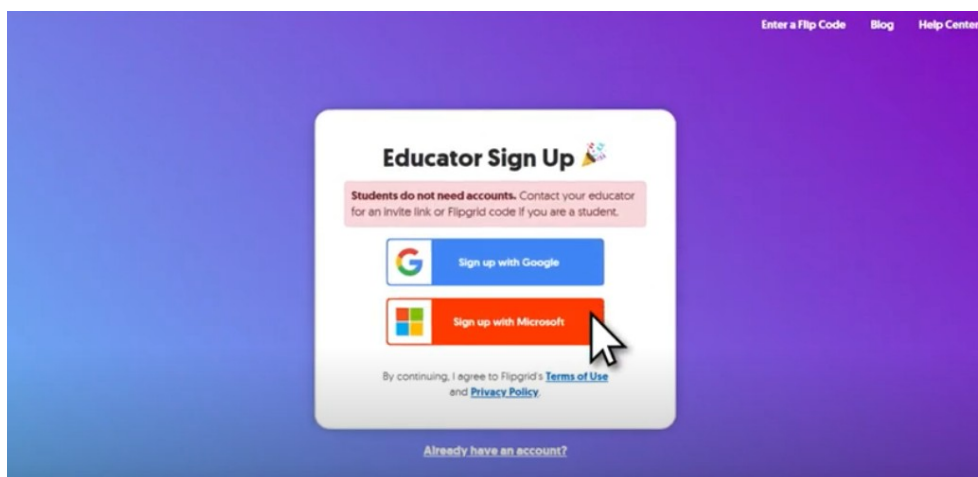 Enter a Flip Code Blog Help Center
Educator Sign Up
Students do not need accounts. Contact your educator
for an invite link or Flipgrid code if you are a student.
Sign up with Google
Sign up with Microsoft
By continuing, I agree to Flipgrid's Terms of Use
and Privacy Policy.
Already have an account?